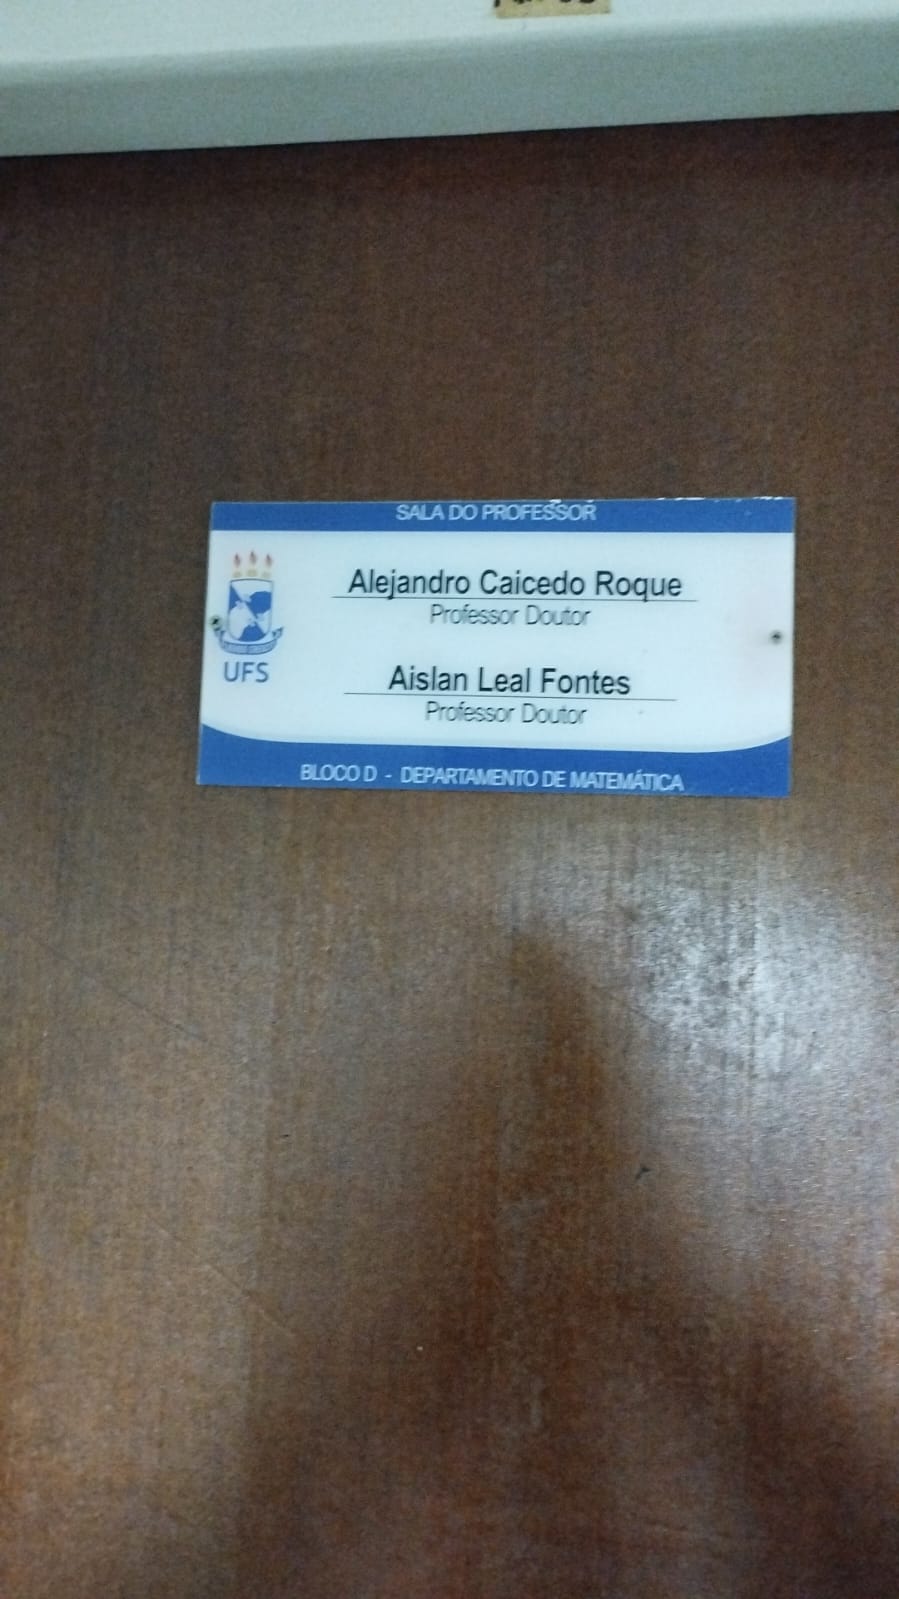 SALA DO PROFESSOR
Alejandro Caicedo Roque
Professor Doutor
UFS
Aislan Leal Fontes
Professor Doutor
BLOCO D - DEPARTAMENTO DE MATEMÁTICA